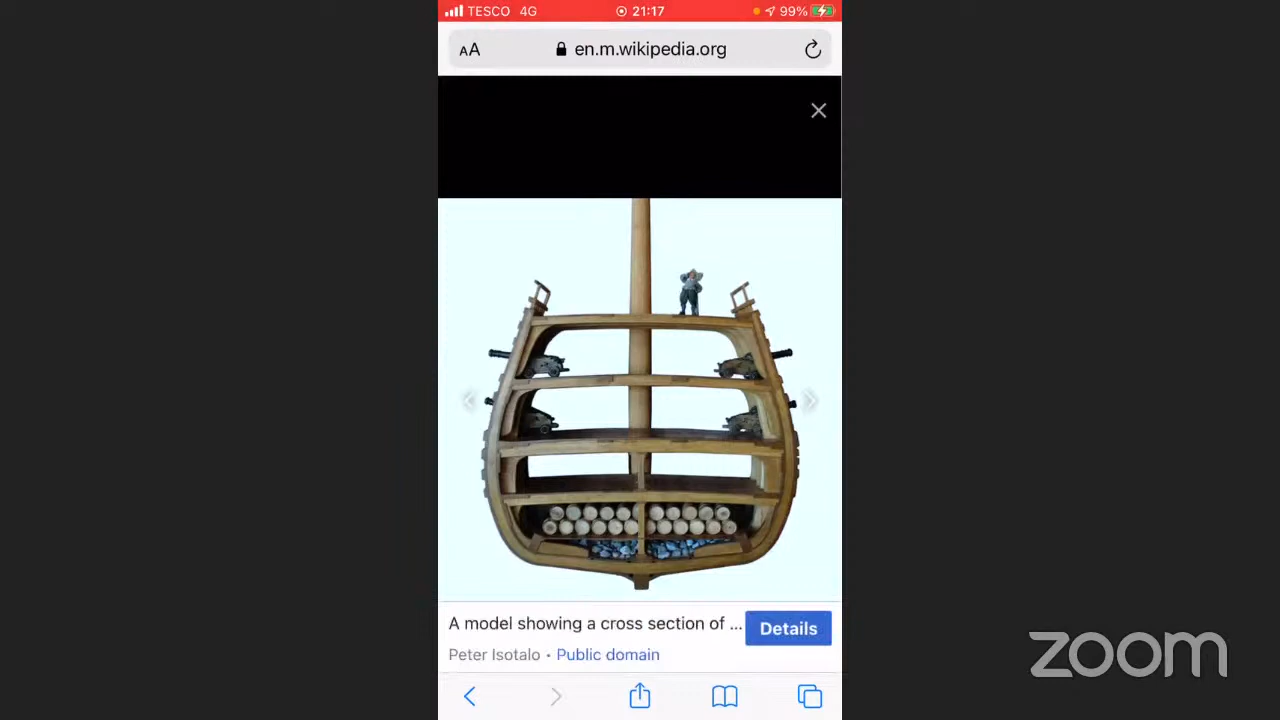 TESCO 4G 21:17 99%
AA en.m.wikipedia.org
A model showing a cross section of ...
Details
Peter Isotalo • Public domain
zoom